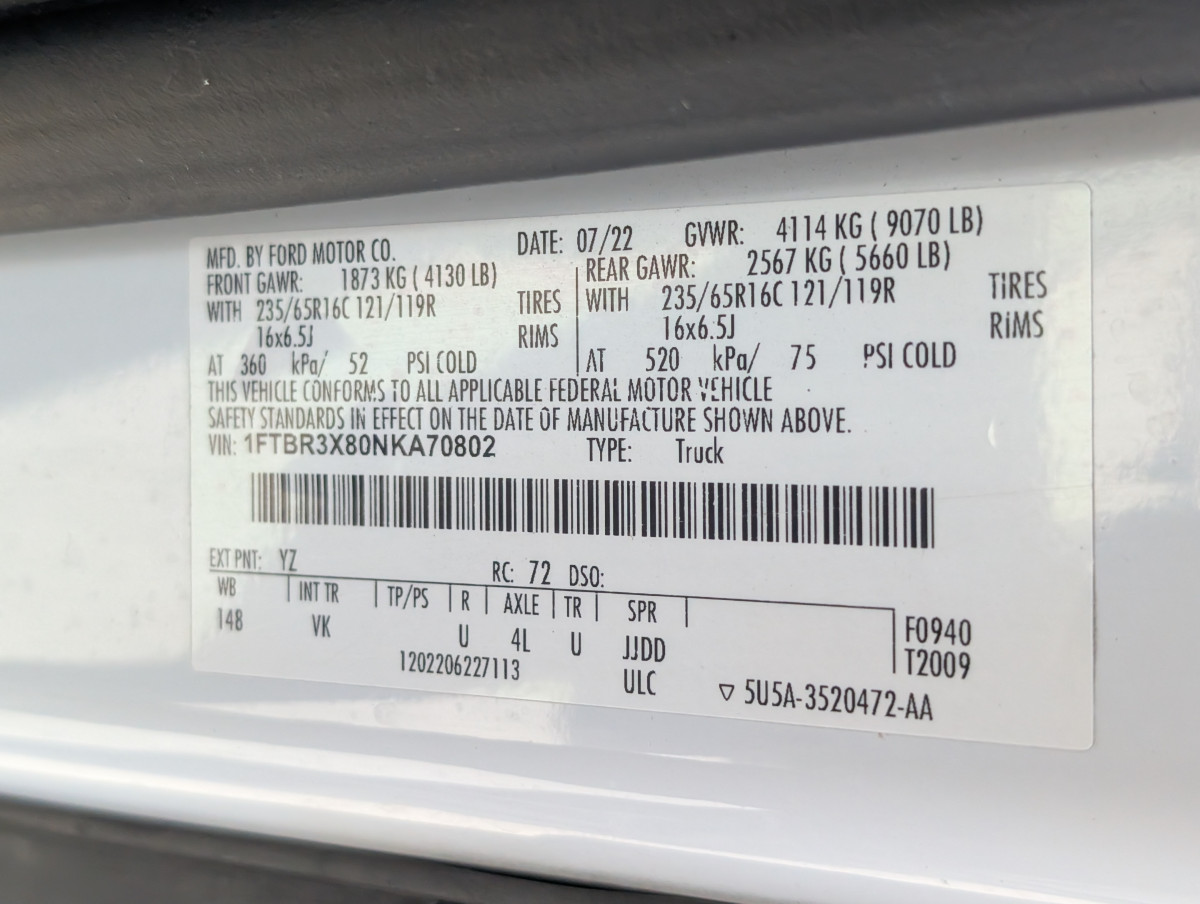 MFD. BY FORD MOTOR CO. DATE: 07/22 GVWR: 4114 KG ( 9070 LB)
FRONT GAWR: 1873 KG ( 4130 LB) REAR GAWR: 2567 KG ( 5660 LB)
WITH 235/65R16C 121/119R TIRES WITH 235/65R16C 121/119R TIRES
16x6.5J RIMS 16x6.5J RIMS
AT 360 kPa/ 52 PSI COLD AT 520 kPa/ 75 PSI COLD
THIS VEHICLE CONFORMS TO ALL APPLICABLE FEDERAL MOTOR VEHICLE
SAFETY STANDARDS IN EFFECT ON THE DATE OF MANUFACTURE SHOWN ABOVE.
VIN: 1FTBR3X80NKA70802 TYPE: Truck
EXT PNT: YZ RC: 72 DSO:
WB INT TR TP/PS R AXLE TR SPR
148 VK U 4L U JJDD F0940
1202206227113 ULC T2009
▽ 5U5A-3520472-AA